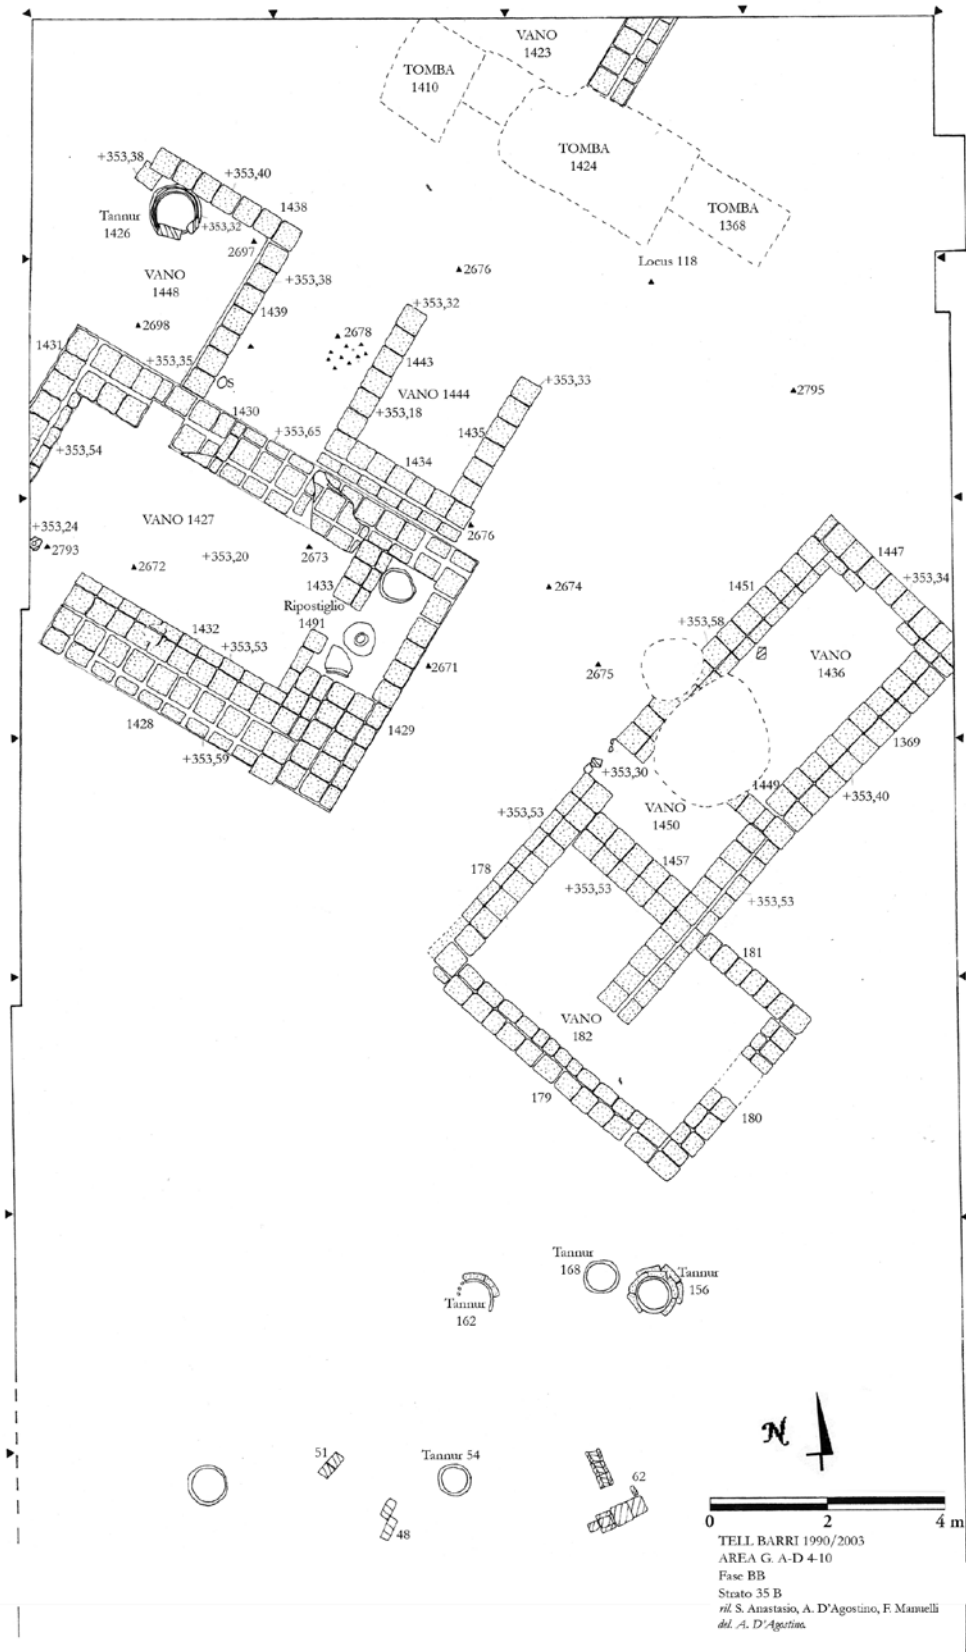 VANO
1423
TOMBA
1410
TOMBA
1424
TOMBA
1368
Locus 118
+353,38
+353,40
Tannur
1426
1438
+353,32
2697
2676
VANO
1448
+353,38
1439
+353,32
2698
2678
1431
1443
+353,35
VANO 1444
+353,33
2795
OS
1430
+353,18
1435
+353,65
+353,54
1434
VANO 1427
+353,24
2793
2676
1447
2672
+353,20
2673
1451
+353,34
1433
2674
Ripostiglio
1491
1432
+353,58
+353,53
VANO
1436
2671
2675
1428
1429
1369
+353,59
+353,30
1449
+353,40
+353,53
VANO
1450
178
1457
+353,53
+353,53
181
VANO
182
179
180
Tannur
168
Tannur
156
Tannur
162
51
Tannur 54
62
48
N
0 2 4 m
TELL BARRI 1990/2003
AREA G. A-D 4-10
Fase BB
Strato 35 B
ril. S. Anastasio, A. D'Agostino, F. Manuelli
del. A. D'Agostino.